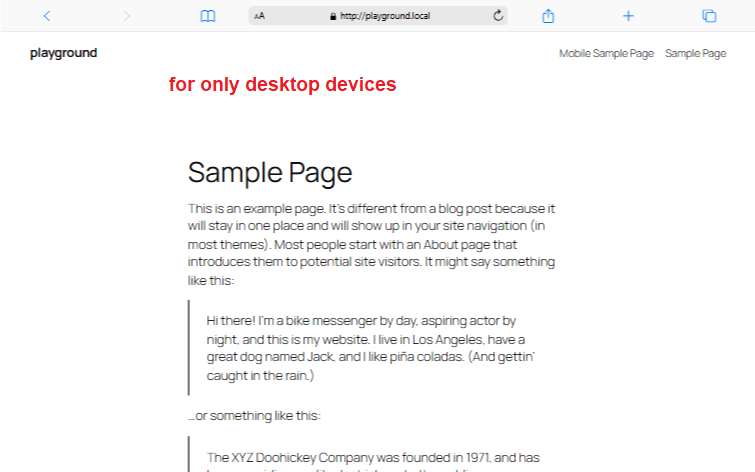 AA http://playground.local
playground Mobile Sample Page Sample Page
for only desktop devices
Sample Page
This is an example page. It's different from a blog post because it
will stay in one place and will show up in your site navigation (in
most themes). Most people start with an About page that
introduces them to potential site visitors. It might say something
like this:
Hi there! I'm a bike messenger by day, aspiring actor by
night, and this is my website. I live in Los Angeles, have a
great dog named Jack, and I like piña coladas. (And gettin'
caught in the rain.)
…or something like this:
The XYZ Doohickey Company was founded in 1971, and has